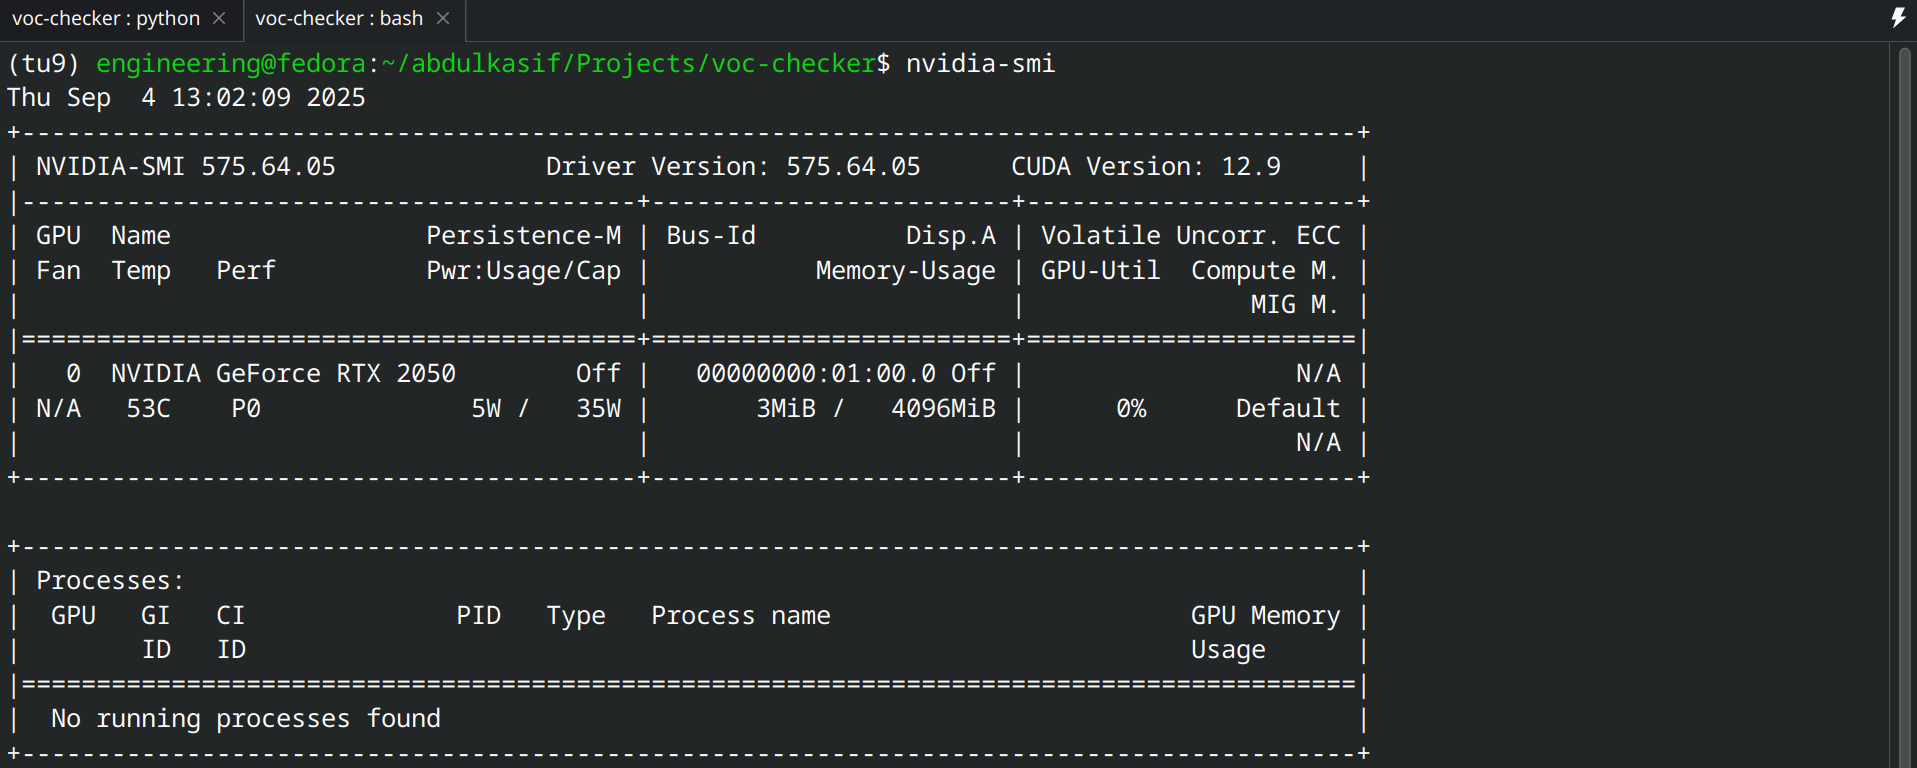 voc-checker : python × voc-checker : bash ×
(tu9) engineering@fedora:~/abdulkasif/Projects/voc-checker$ nvidia-smi
Thu Sep  4 13:02:09 2025
+-----------------------------------------------------------------------------------------+
| NVIDIA-SMI 575.64.05              Driver Version: 575.64.05      CUDA Version: 12.9     |
|-----------------------------------------+------------------------+----------------------+
| GPU  Name                 Persistence-M | Bus-Id          Disp.A | Volatile Uncorr. ECC |
| Fan  Temp   Perf          Pwr:Usage/Cap |           Memory-Usage | GPU-Util  Compute M. |
|                                         |                        |               MIG M. |
|=========================================+========================+======================|
|   0  NVIDIA GeForce RTX 2050        Off |   00000000:01:00.0 Off |                  N/A |
| N/A   53C    P0              5W /   35W |       3MiB /   4096MiB |      0%      Default |
|                                         |                        |                  N/A |
+-----------------------------------------+------------------------+----------------------+
+-----------------------------------------------------------------------------------------+
| Processes:                                                                              |
|  GPU   GI   CI              PID   Type   Process name                        GPU Memory |
|        ID   ID                                                               Usage      |
|=========================================================================================|
|  No running processes found                                                             |
+-----------------------------------------------------------------------------------------+